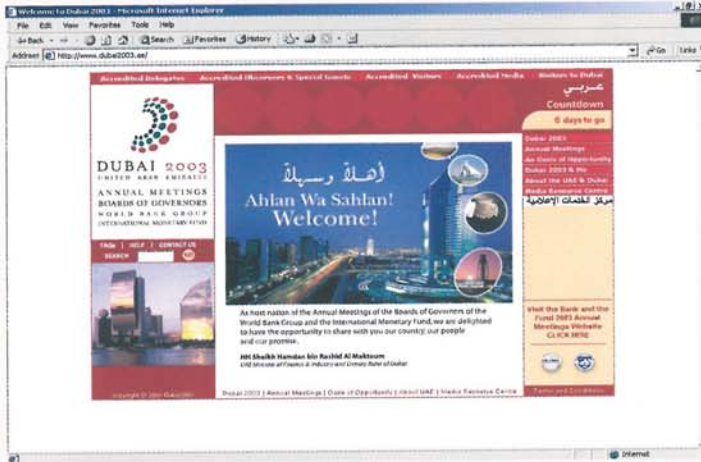 Welcome to Dubai 2003 - Microsoft Internet Explorer
File Edit View Favorites Tools Help
Back Search Favorites History
Address http://www.dubai2003.ae/ Go Links
Accredited Delegates Accredited Observers & Special Guests Accredited Visitors Accredited Media Visitors to Dubai
عربي
Countdown
6 days to go
DUBAI 2003
UNITED ARAB EMIRATES
ANNUAL MEETINGS
BOARDS OF GOVERNORS
WORLD BANK GROUP
INTERNATIONAL MONETARY FUND
FAQs | HELP | CONTACT US
SEARCH GO
أهلاً وسهلاً
Ahlan Wa Sahlan!
Welcome!
As host nation of the Annual Meetings of the Boards of Governors of the
World Bank Group and the International Monetary Fund, we are delighted
to have the opportunity to share with you our country, our people
and our promise.
HH Sheikh Hamdan bin Rashid Al Maktoum
UAE Minister of Finance & Industry and Deputy Ruler of Dubai
Dubai 2003
Annual Meetings
An Oasis of Opportunity
Dubai 2003 & Me
About the UAE & Dubai
Media Resource Centre
مركز الخدمات الإعلامية
Visit the Bank and the
Fund 2003 Annual
Meetings Website
CLICK HERE
Copyright © 2003
Dubai 2003 | Annual Meetings | Oasis of Opportunity | About UAE | Media Resource Centre
Terms and Conditions
Internet